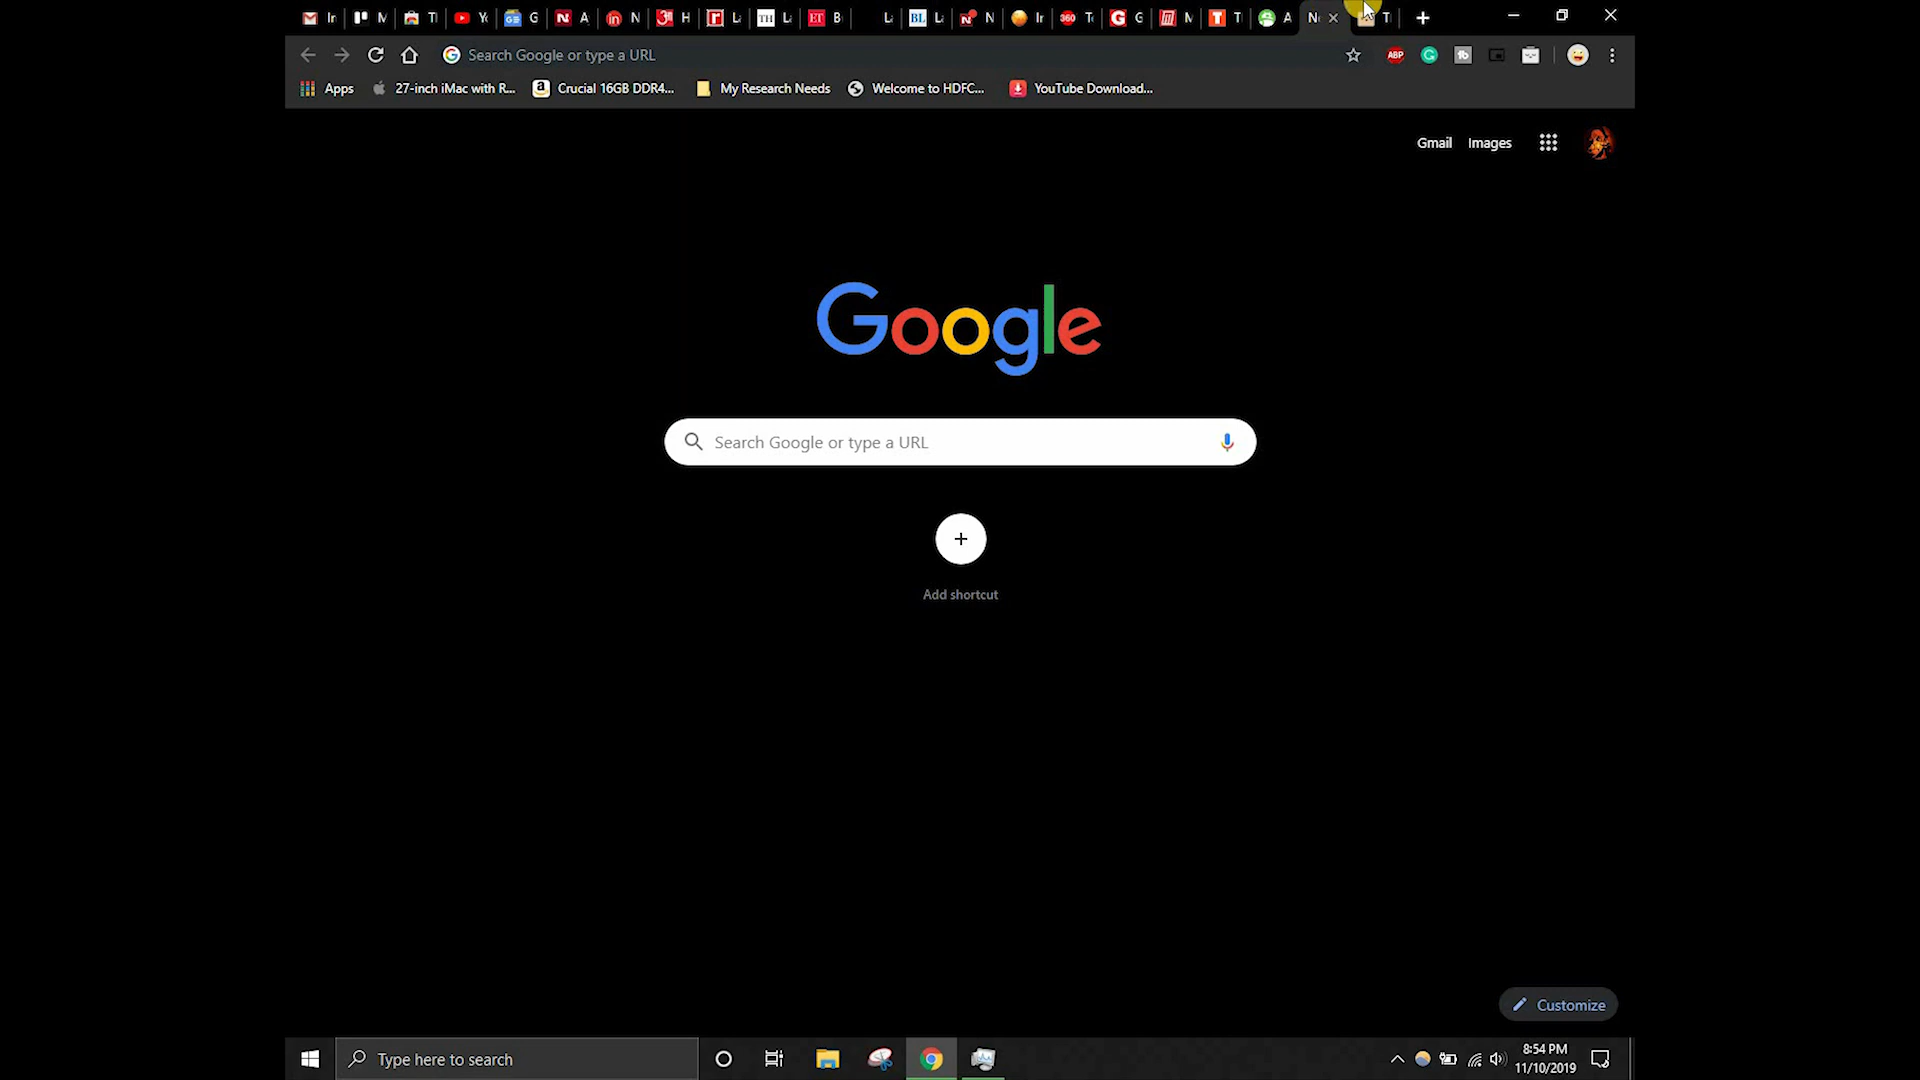 Search Google or type a URL
ABP
Apps
27-inch iMac with R...
Crucial 16GB DDR4...
My Research Needs
Welcome to HDFC...
YouTube Download...
Gmail
Images
Google
Search Google or type a URL
+
Add shortcut
Customize
Type here to search
8:54 PM
11/10/2019